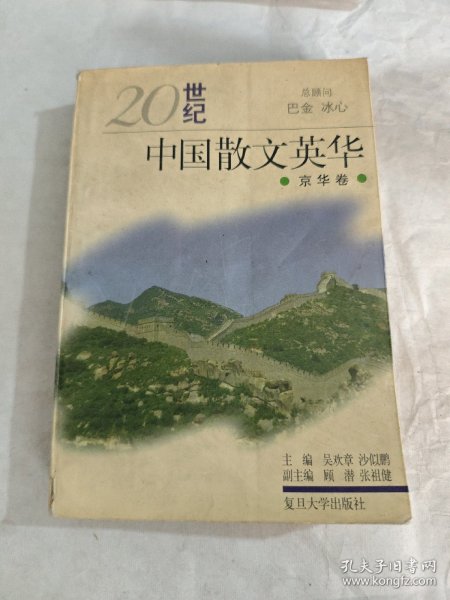 20世纪
总顾问
巴金 冰心
中国散文英华
京华卷
主编 吴欢章 沙似鹏
副主编 顾潜 张祖健
复旦大学出版社
孔夫子旧书网
www.kongfz.com